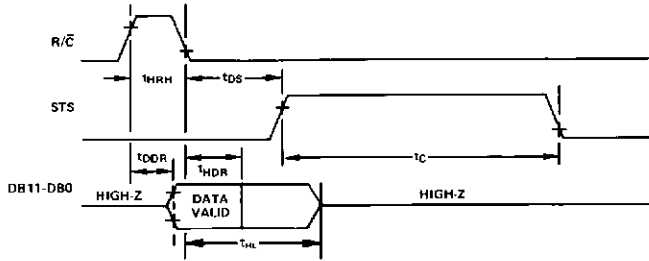 R/C̅
tHRH
tDS
STS
tC
tDDR
tHDR
DB11-DB0
HIGH-Z
DATA
VALID
HIGH-Z
tHL